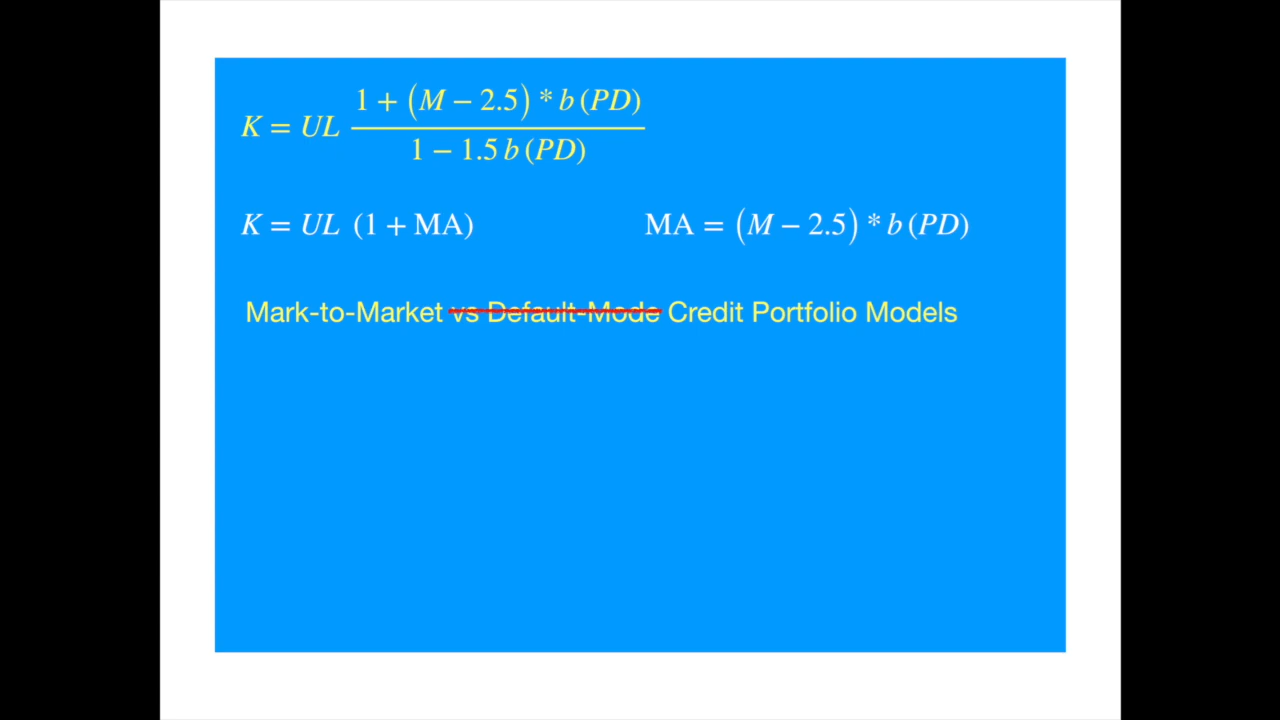 K = UL \frac{1 + (M − 2.5) * b (PD)}{1 − 1.5 b (PD)}
K = UL (1 + MA) MA = (M − 2.5) * b (PD)
Mark-to-Market vs Default-Mode Credit Portfolio Models